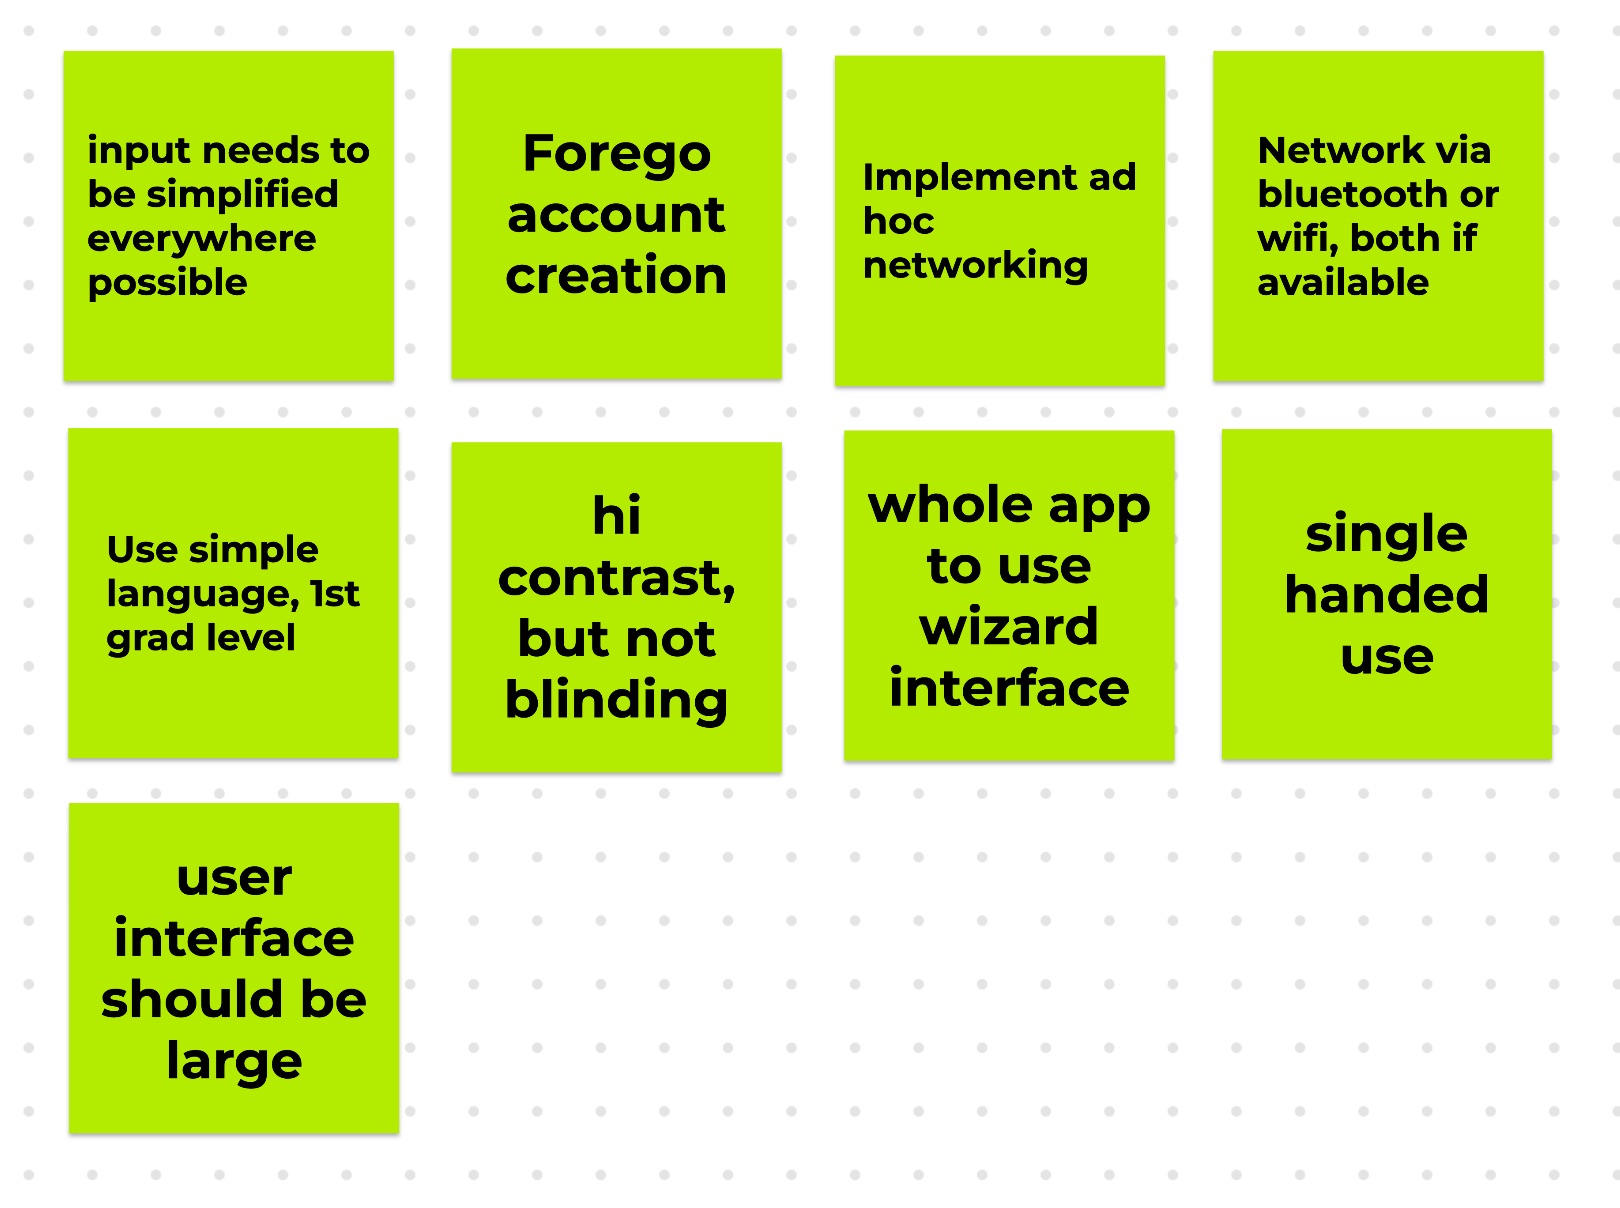 input needs to
be simplified
everywhere
possible
Forego
account
creation
Implement ad
hoc
networking
Network via
bluetooth or
wifi, both if
available
Use simple
language, 1st
grad level
hi
contrast,
but not
blinding
whole app
to use
wizard
interface
single
handed
use
user
interface
should be
large